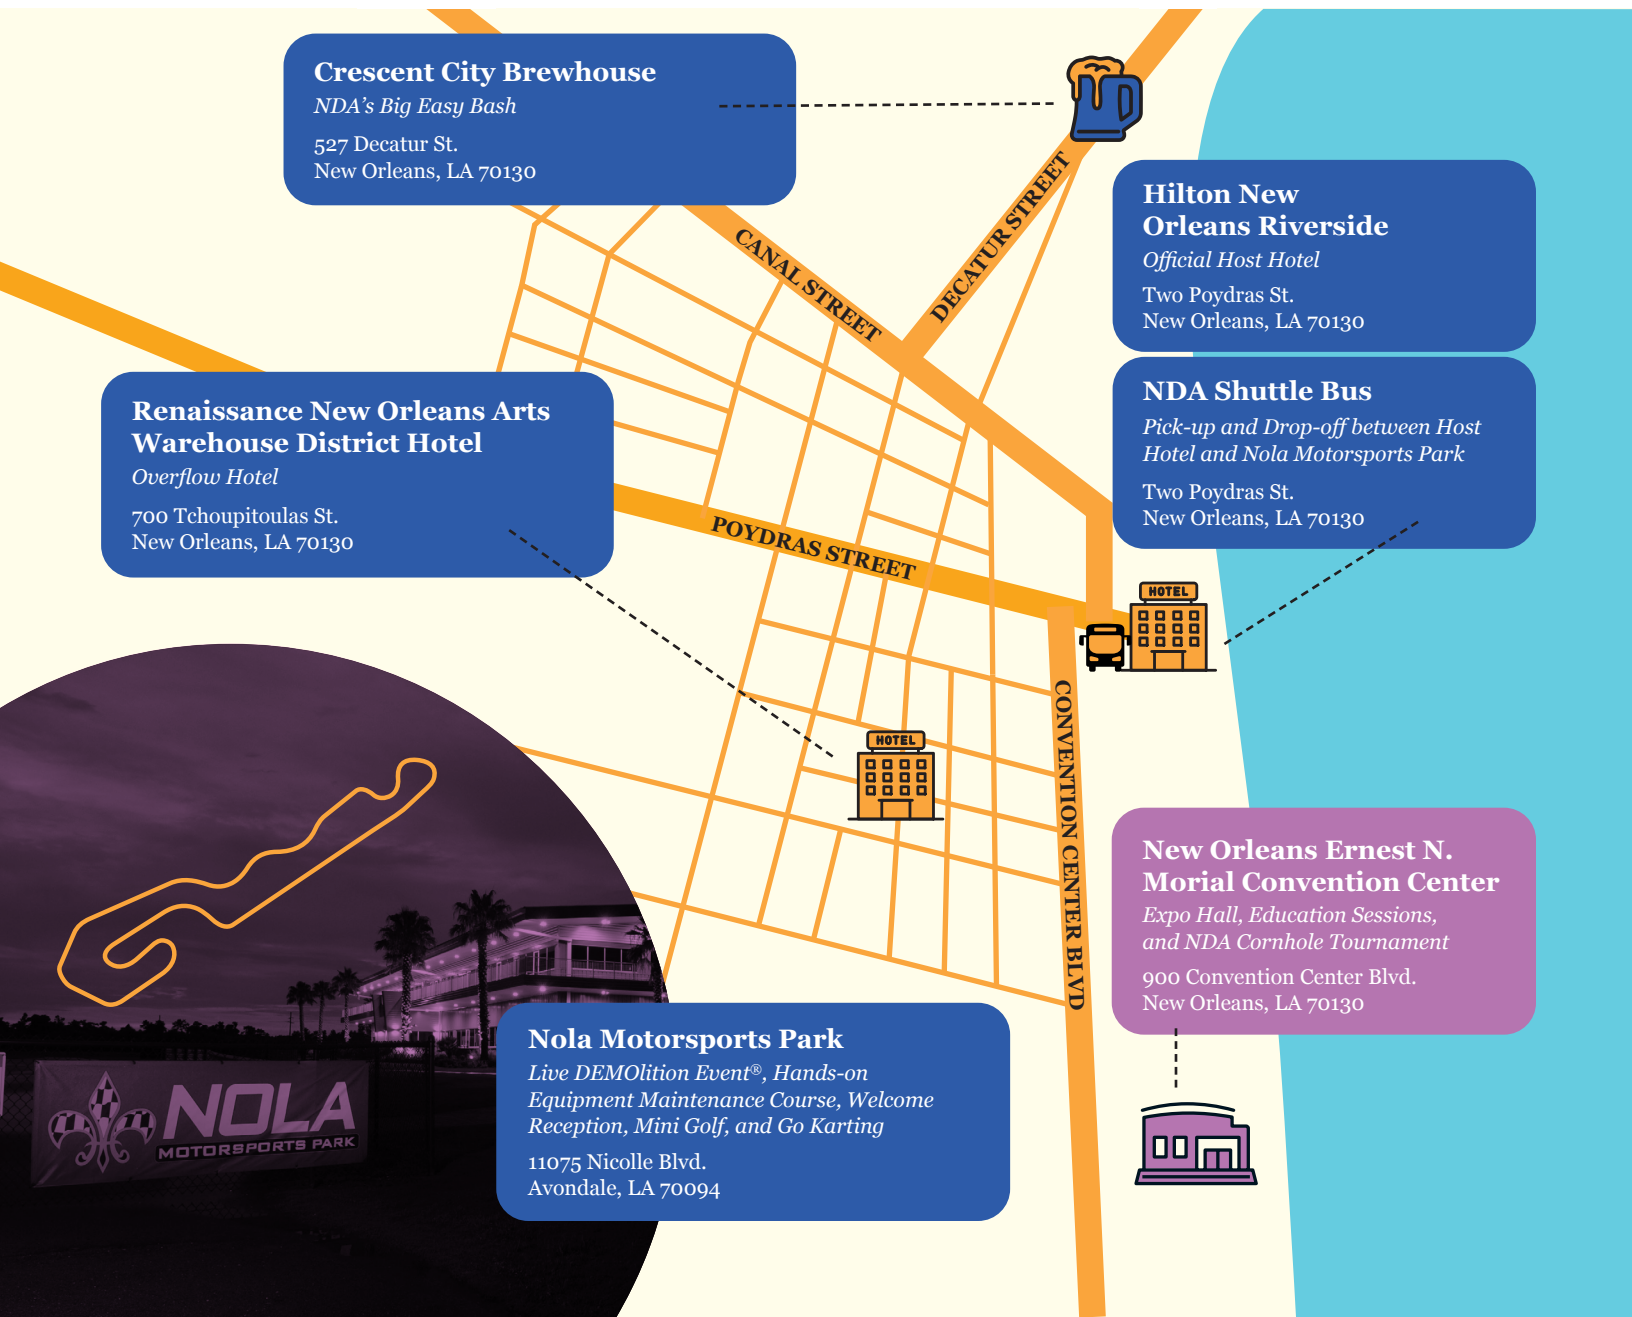 Crescent City Brewhouse
NDA's Big Easy Bash
527 Decatur St.
New Orleans, LA 70130
Hilton New
Orleans Riverside
Official Host Hotel
Two Poydras St.
New Orleans, LA 70130
CANAL STREET
DECATUR STREET
NDA Shuttle Bus
Pick-up and Drop-off between Host
Hotel and Nola Motorsports Park
Two Poydras St.
New Orleans, LA 70130
Renaissance New Orleans Arts
Warehouse District Hotel
Overflow Hotel
700 Tchoupitoulas St.
New Orleans, LA 70130
POYDRAS STREET
HOTEL
HOTEL
CONVENTION CENTER BLVD
New Orleans Ernest N.
Morial Convention Center
Expo Hall, Education Sessions,
and NDA Cornhole Tournament
900 Convention Center Blvd.
New Orleans, LA 70130
Nola Motorsports Park
Live DEMOlition Event®, Hands-on
Equipment Maintenance Course, Welcome
Reception, Mini Golf, and Go Karting
11075 Nicolle Blvd.
Avondale, LA 70094
NOLA
MOTORSPORTS PARK